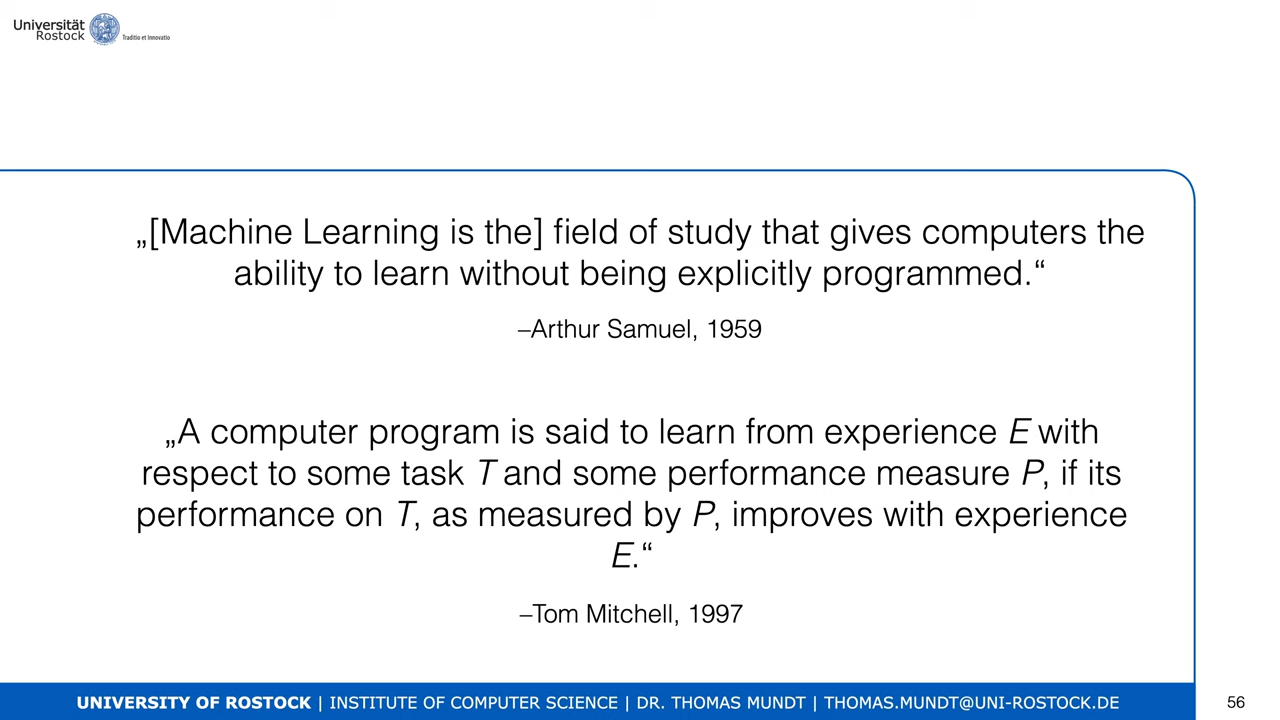 Universität
Rostock
Traditio et Innovatio
„[Machine Learning is the] field of study that gives computers the
ability to learn without being explicitly programmed.“
–Arthur Samuel, 1959
„A computer program is said to learn from experience E with
respect to some task T and some performance measure P, if its
performance on T, as measured by P, improves with experience
E.“
–Tom Mitchell, 1997
UNIVERSITY OF ROSTOCK | INSTITUTE OF COMPUTER SCIENCE | DR. THOMAS MUNDT | THOMAS.MUNDT@UNI-ROSTOCK.DE
56